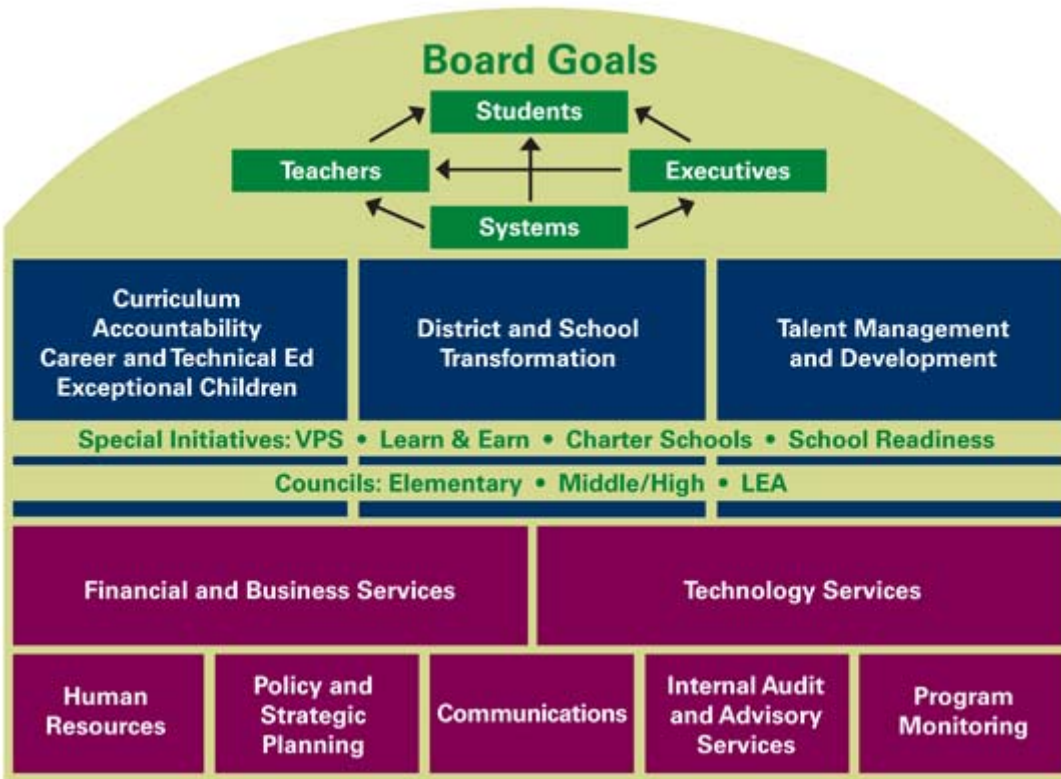 Board Goals
Students
Teachers
Executives
Systems
Curriculum
Accountability
Career and Technical Ed
Exceptional Children
District and School
Transformation
Talent Management
and Development
Special Initiatives: VPS • Learn & Earn • Charter Schools • School Readiness
Councils: Elementary • Middle/High • LEA
Financial and Business Services
Technology Services
Human
Resources
Policy and
Strategic
Planning
Communications
Internal Audit
and Advisory
Services
Program
Monitoring